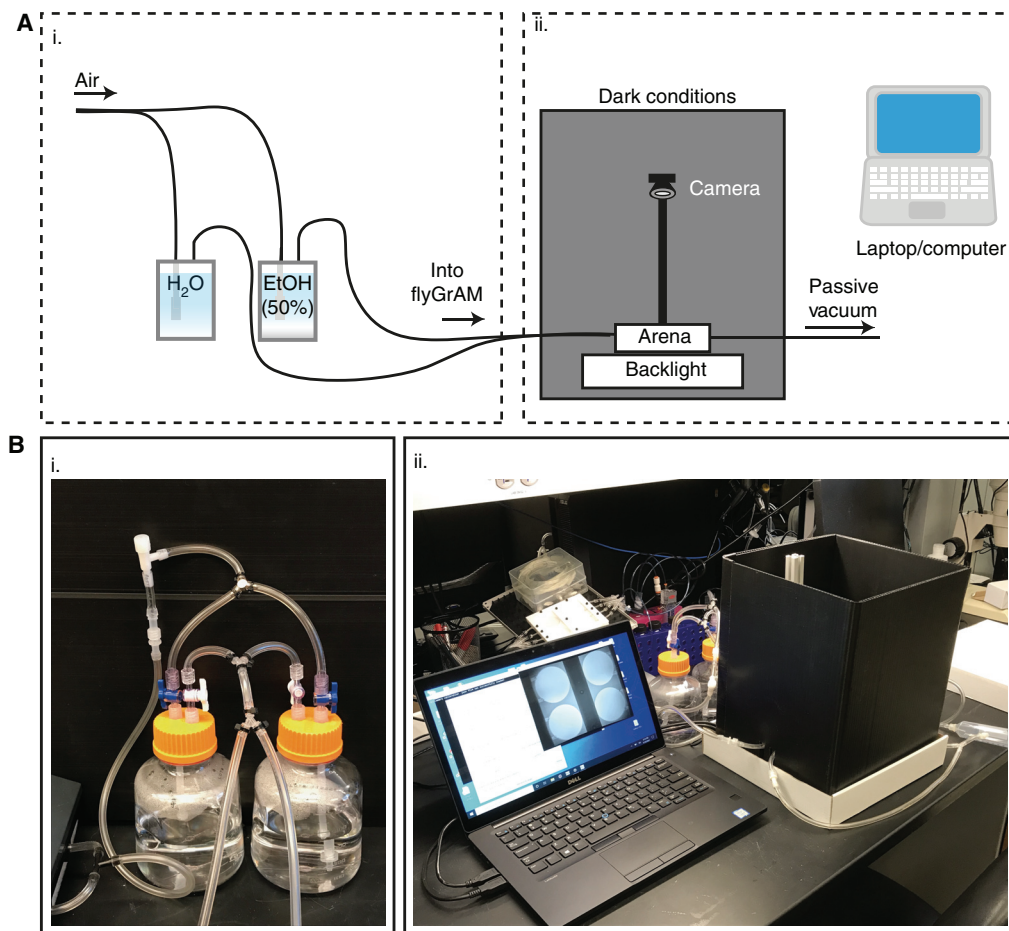 A
i.
Air
H2O
EtOH
(50%)
Into
flyGrAM
ii.
Dark conditions
Camera
Arena
Backlight
Laptop/computer
Passive
vacuum
B
i.
ii.
DELL